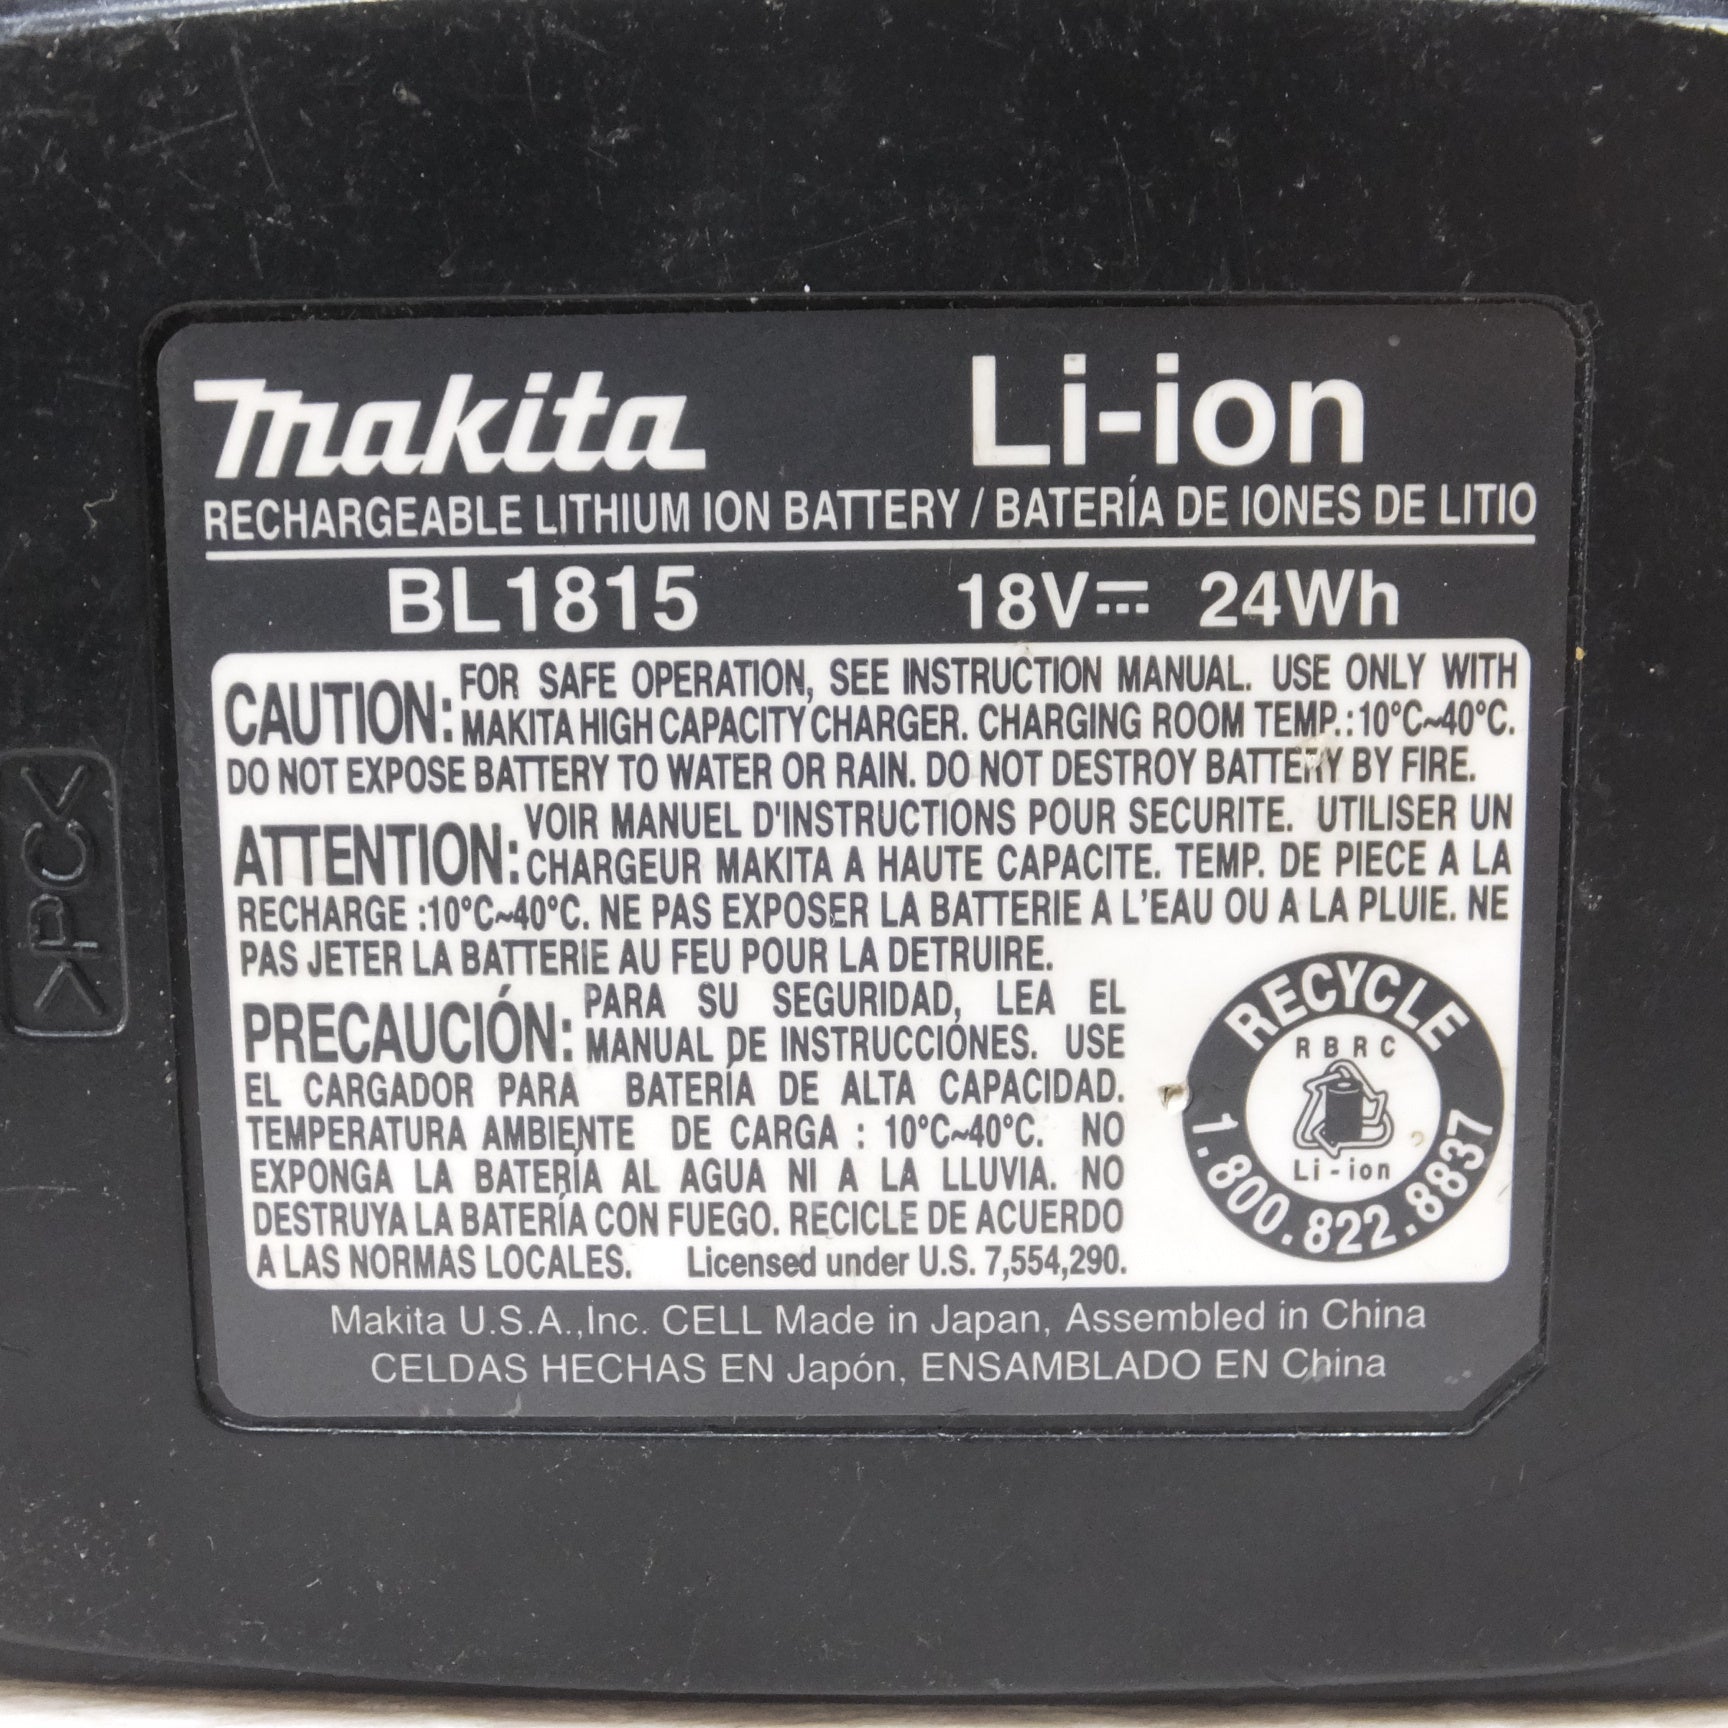 makita Li-ion
RECHARGEABLE LITHIUM ION BATTERY / BATERÍA DE IONES DE LITIO
BL1815 18V⎓ 24Wh
CAUTION: FOR SAFE OPERATION, SEE INSTRUCTION MANUAL. USE ONLY WITH
MAKITA HIGH CAPACITY CHARGER. CHARGING ROOM TEMP.:10°C~40°C.
DO NOT EXPOSE BATTERY TO WATER OR RAIN. DO NOT DESTROY BATTERY BY FIRE.
ATTENTION: VOIR MANUEL D'INSTRUCTIONS POUR SECURITE. UTILISER UN
CHARGEUR MAKITA A HAUTE CAPACITE. TEMP. DE PIECE A LA
RECHARGE :10°C~40°C. NE PAS EXPOSER LA BATTERIE A L'EAU OU A LA PLUIE. NE
PAS JETER LA BATTERIE AU FEU POUR LA DETRUIRE.
PRECAUCIÓN: PARA SU SEGURIDAD, LEA EL
MANUAL DE INSTRUCCIÓNES. USE
EL CARGADOR PARA BATERÍA DE ALTA CAPACIDAD.
TEMPERATURA AMBIENTE DE CARGA : 10°C~40°C. NO
EXPONGA LA BATERÍA AL AGUA NI A LA LLUVIA. NO
DESTRUYA LA BATERÍA CON FUEGO. RECICLE DE ACUERDO
A LAS NORMAS LOCALES. Licensed under U.S. 7,554,290.
RECYCLE
RBRC
Li-ion
1.800.822.8837
Makita U.S.A.,Inc. CELL Made in Japan, Assembled in China
CELDAS HECHAS EN Japón, ENSAMBLADO EN China
>PC<